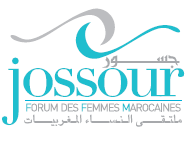 جسور
jossour
FORUM DES FEMMES MAROCAINES
ملتقى النساء المغربيات